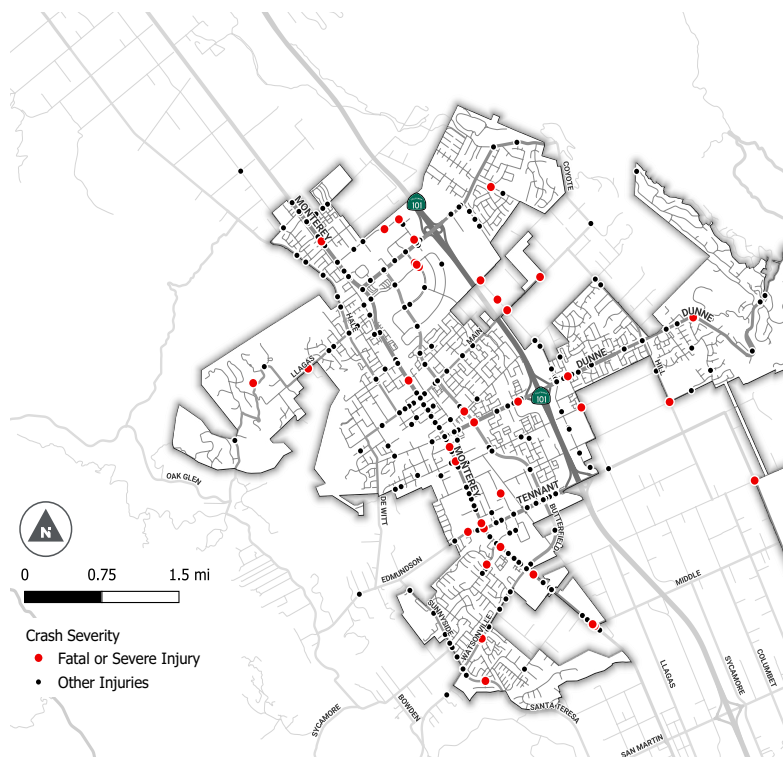 COYOTE
MONTEREY
101
HALE
MAIN
DUNNE
DUNNE
LLAGAS
HILL
101
MONTEREY
OAK GLEN
DE WITT
TENNANT
BUTTERFIELD
N
0 0.75 1.5 mi
EDMUNDSON
MIDDLE
SUNNYSIDE
WATSONVILLE
Crash Severity
Fatal or Severe Injury
Other Injuries
LLAGAS
SYCAMORE
COLUMBET
SYCAMORE
BOWDEN
SANTA TERESA
SAN MARTIN